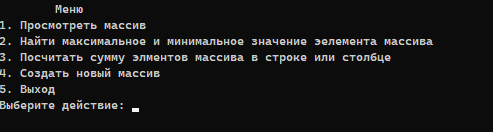 Меню
1. Просмотреть массив
2. Найти максимальное и минимальное значение эелемента массива
3. Посчитать сумму элментов массива в строке или столбце
4. Создать новый массив
5. Выход
Выберите действие: